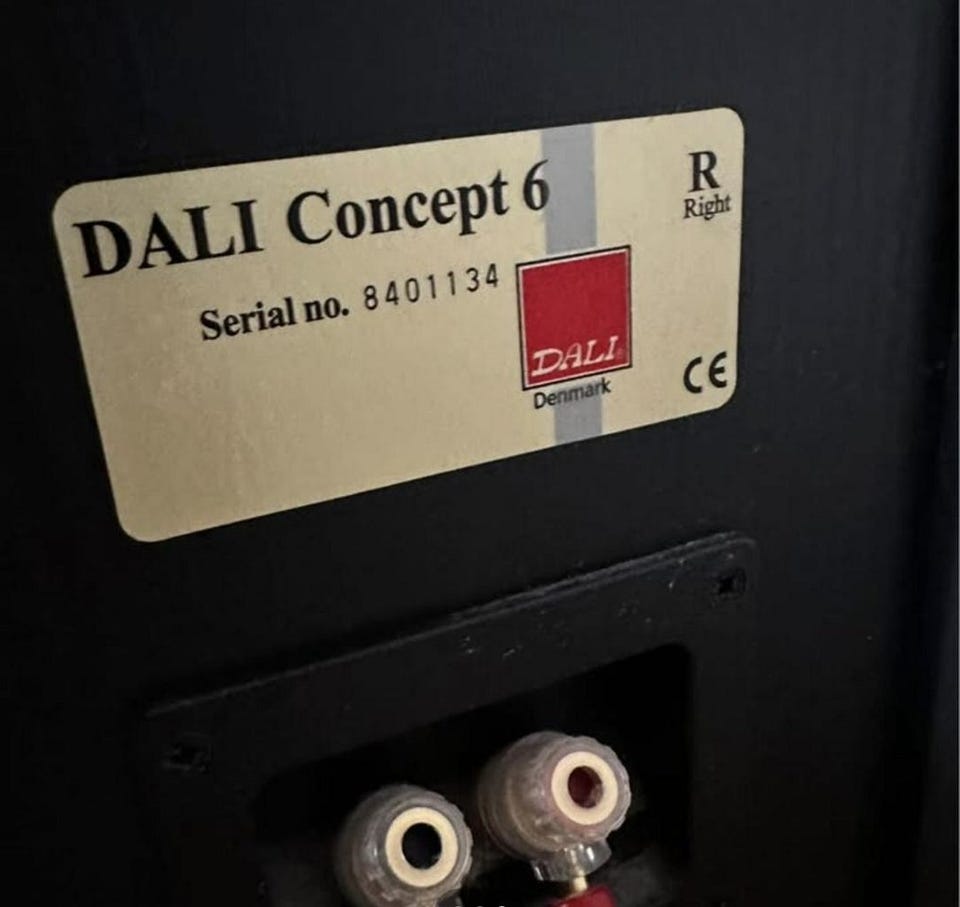 DALI Concept 6
R
Right
Serial no. 8401134
DALI
Denmark
CE